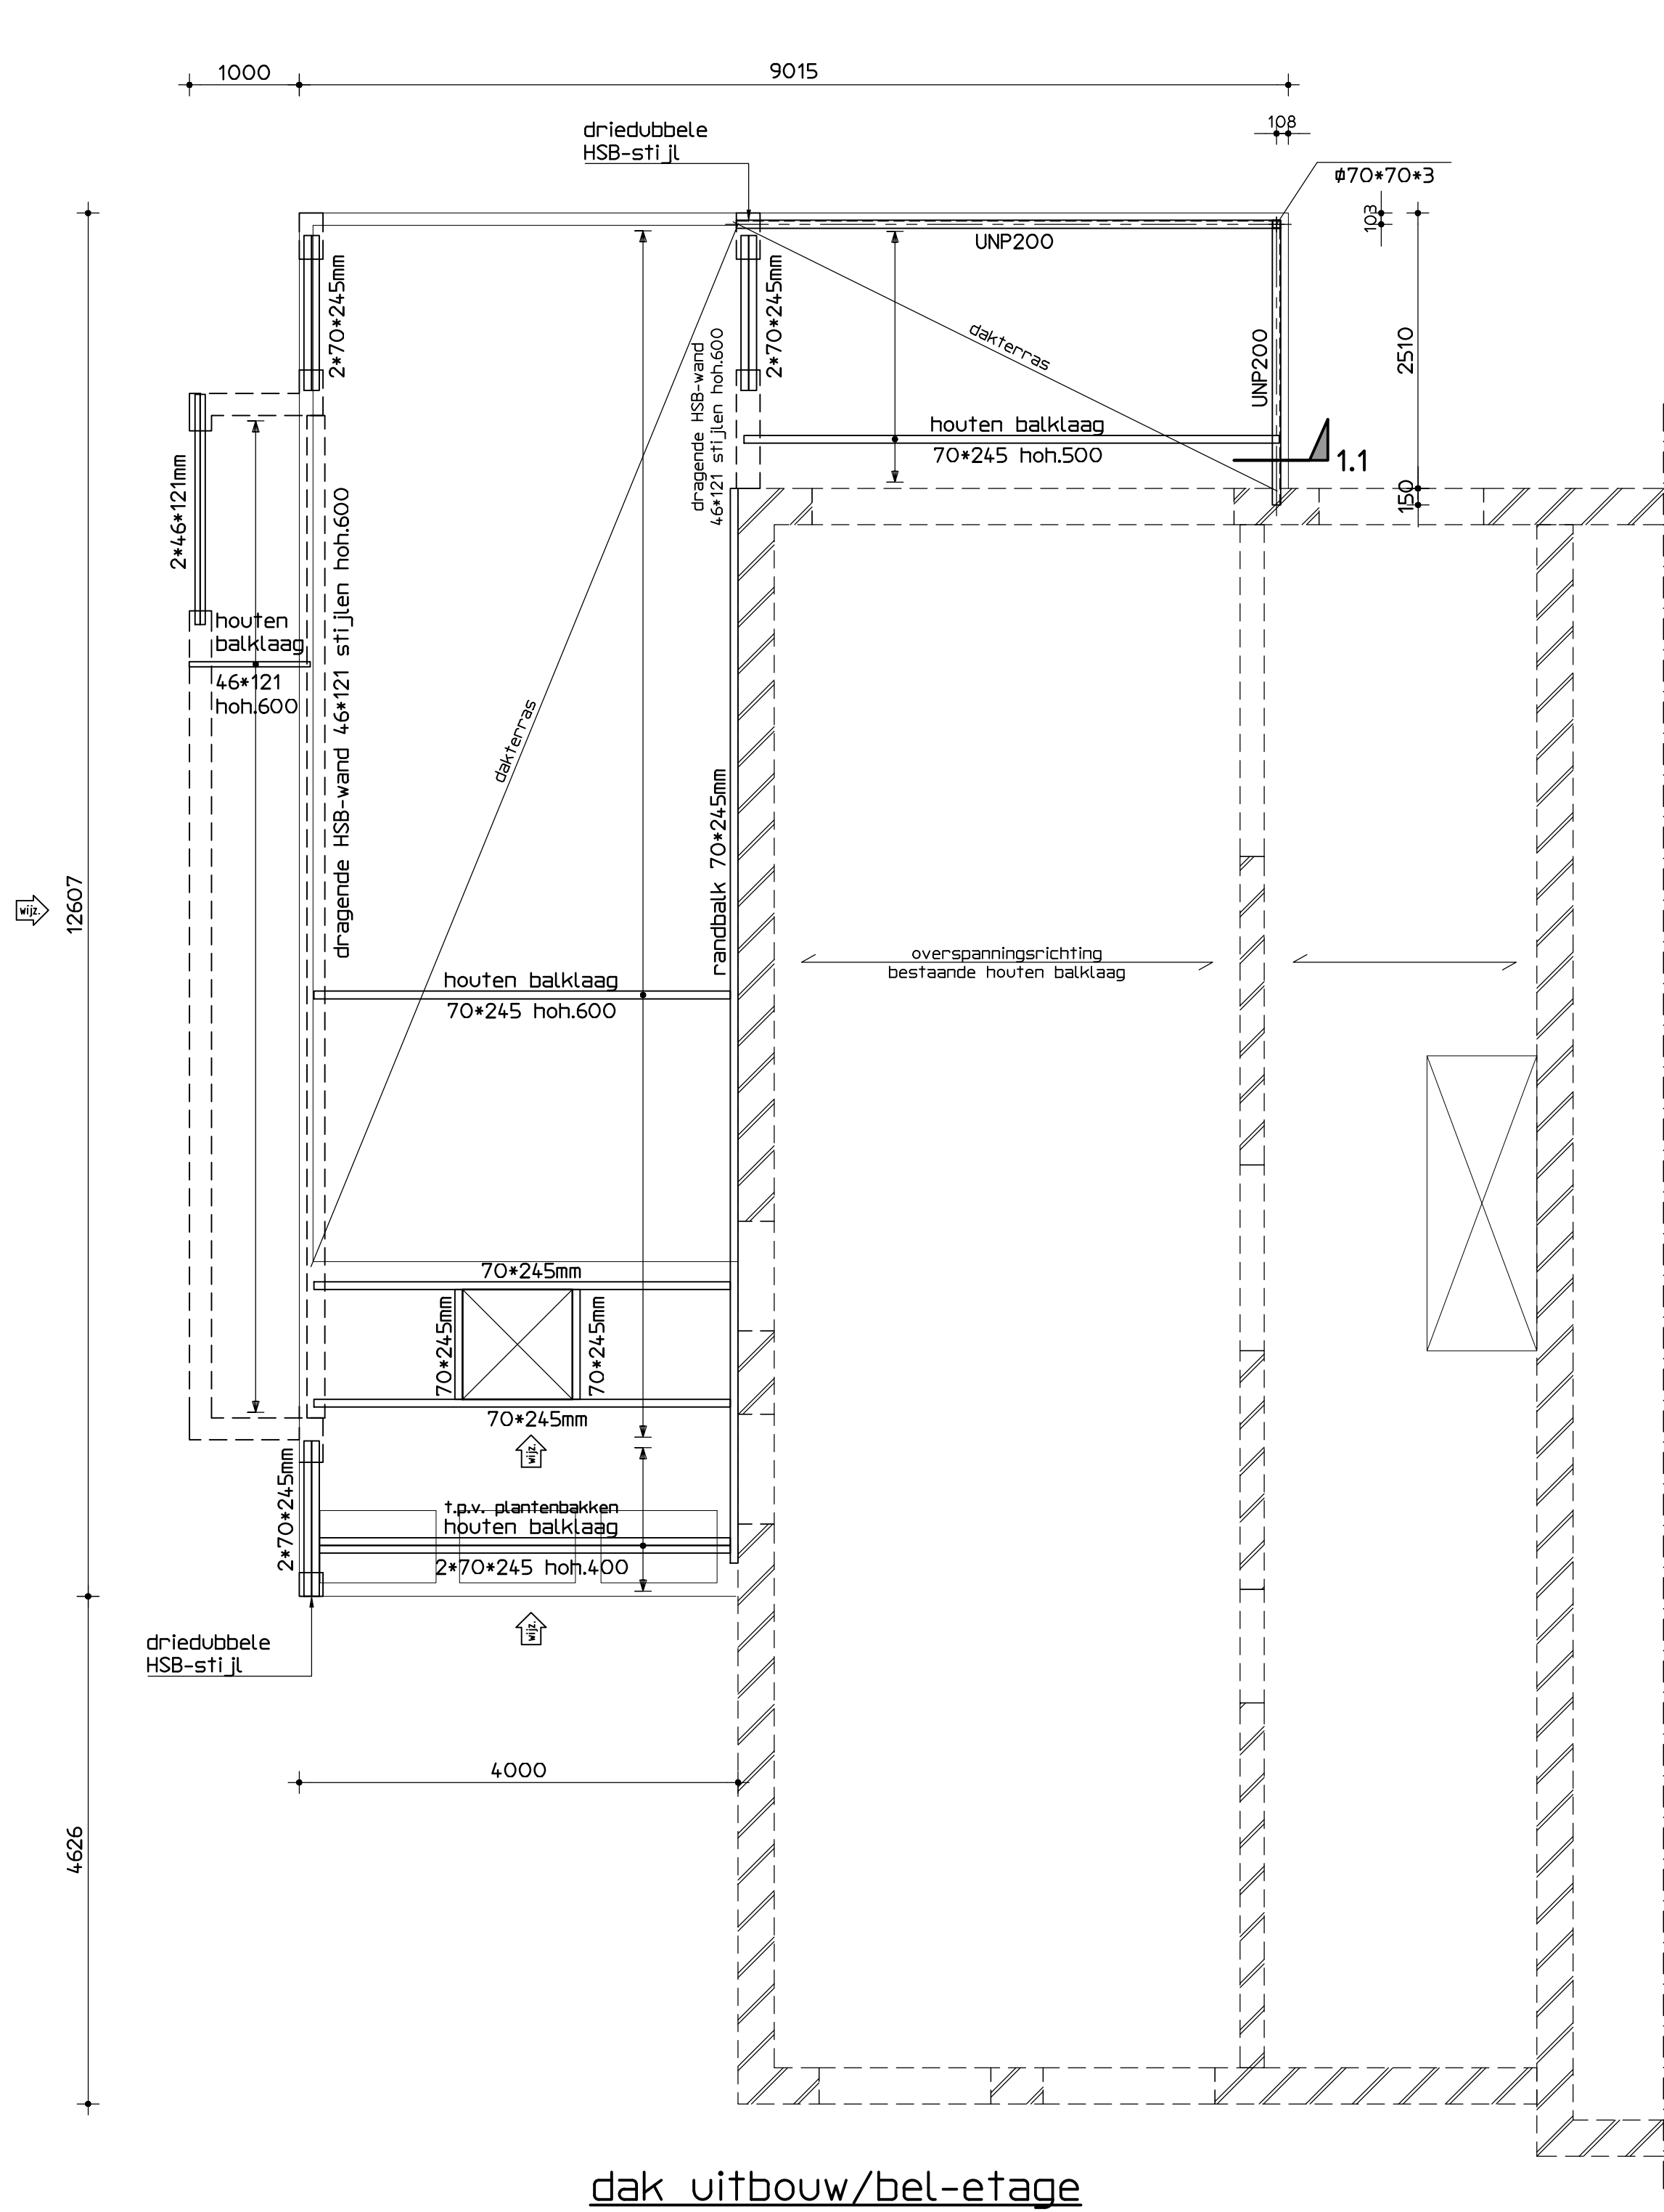 1000
9015
108
driedubbele
HSB-stijl
ф70*70*3
103
UNP200
2*70*245mm
2*70*245mm
dragende HSB-wand
46*121 stijlen hoh.600
dakterras
UNP200
2510
houten balklaag
70*245 hoh.500
1.1
150
2*46*121mm
dragende HSB-wand 46*121 stijlen hoh.600
houten
balklaag
46*121
hoh.600
dakterras
randbalk 70*245mm
12607
wijz.
overspanningsrichting
bestaande houten balklaag
houten balklaag
70*245 hoh.600
70*245mm
70*245mm
70*245mm
70*245mm
wijz.
2*70*245mm
t.p.v. plantenbakken
houten balklaag
2*70*245 hoh.400
wijz.
driedubbele
HSB-stijl
4000
4626
dak uitbouw/bel-etage